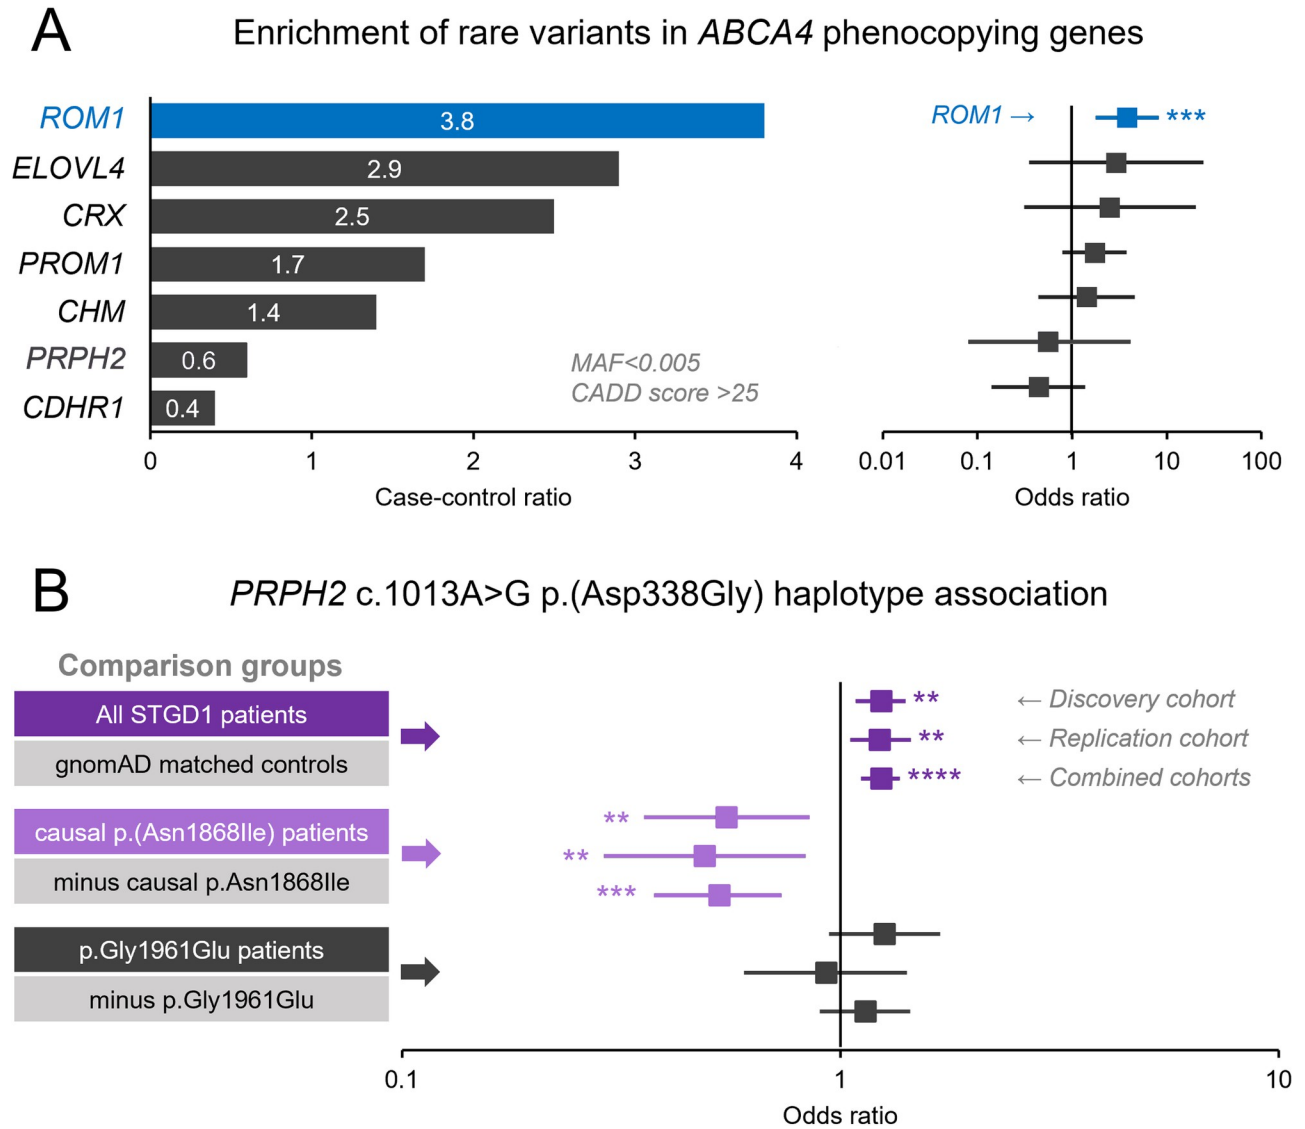 A
Enrichment of rare variants in ABCA4 phenocopying genes
ROM1
3.8
ELOVL4
2.9
CRX
2.5
PROM1
1.7
CHM
1.4
PRPH2
0.6
CDHR1
0.4
MAF<0.005
CADD score >25
0 1 2 3 4
Case-control ratio
ROM1 → ***
0.01 0.1 1 10 100
Odds ratio
B
PRPH2 c.1013A>G p.(Asp338Gly) haplotype association
Comparison groups
All STGD1 patients
gnomAD matched controls
** ← Discovery cohort
** ← Replication cohort
**** ← Combined cohorts
causal p.(Asn1868Ile) patients
minus causal p.Asn1868Ile
**
**
***
p.Gly1961Glu patients
minus p.Gly1961Glu
0.1 1 10
Odds ratio